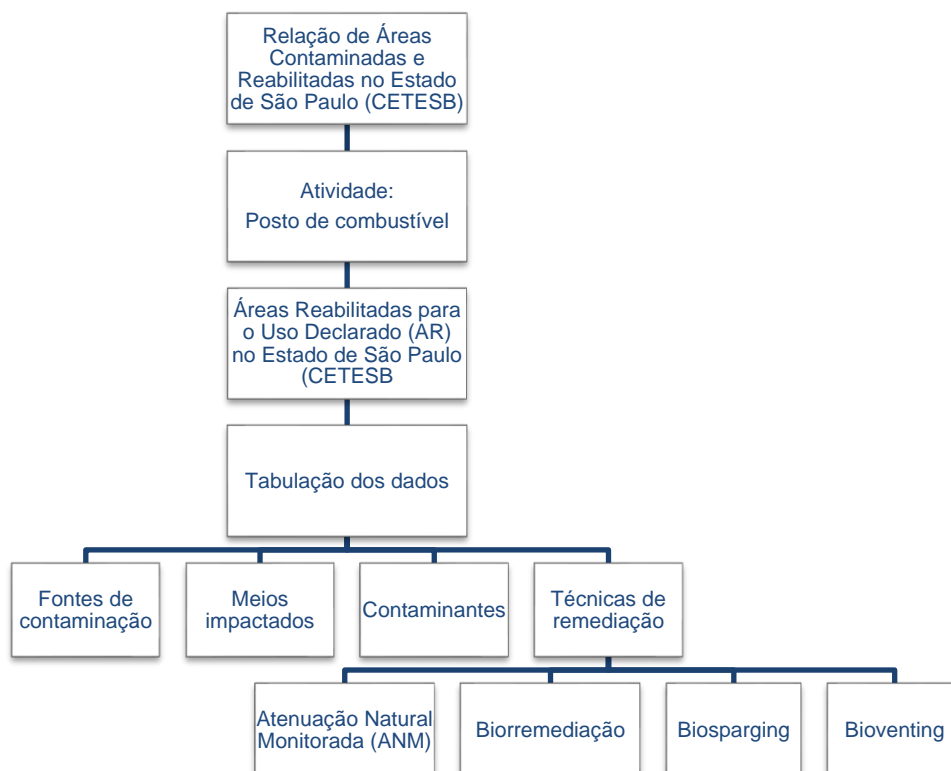 Relação de Áreas
Contaminadas e
Reabilitadas no Estado
de São Paulo (CETESB)
Atividade:
Posto de combustível
Áreas Reabilitadas para
o Uso Declarado (AR)
no Estado de São Paulo
(CETESB
Tabulação dos dados
Fontes de
contaminação
Meios
impactados
Contaminantes
Técnicas de
remediação
Atenuação Natural
Monitorada (ANM)
Biorremediação
Biosparging
Bioventing